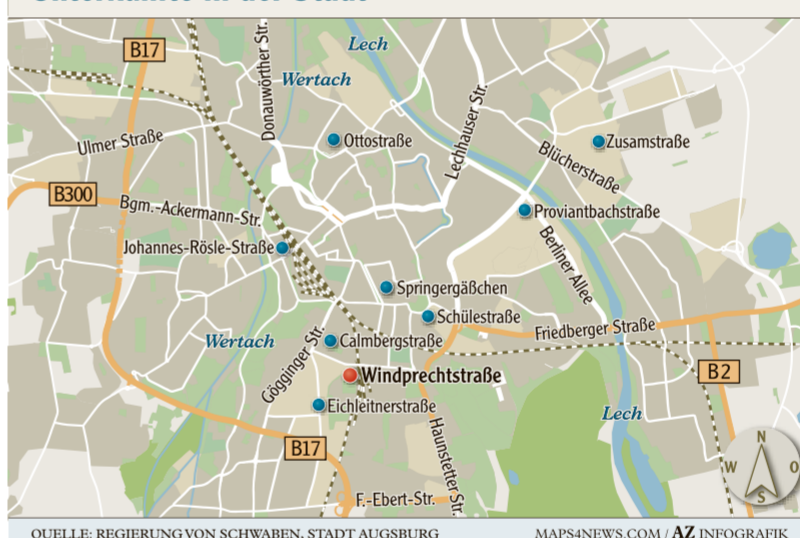 B17
Donauwörther Str.
Lech
Wertach
Lechhauser Str.
Ulmer Straße
Ottostraße
Zusamstraße
Blücherstraße
B300
Bgm.-Ackermann-Str.
Proviantbachstraße
Johannes-Rösle-Straße
Berliner Allee
Springergäßchen
Schülestraße
Friedberger Straße
Wertach
Gögginger Str.
Calmbergstraße
Windprechtstraße
B2
Eichleitnerstraße
Lech
Haunstetter Str.
B17
F.-Ebert-Str.
N
W
O
S
QUELLE: REGIERUNG VON SCHWABEN, STADT AUGSBURG
MAPS4NEWS.COM / AZ INFOGRAFIK